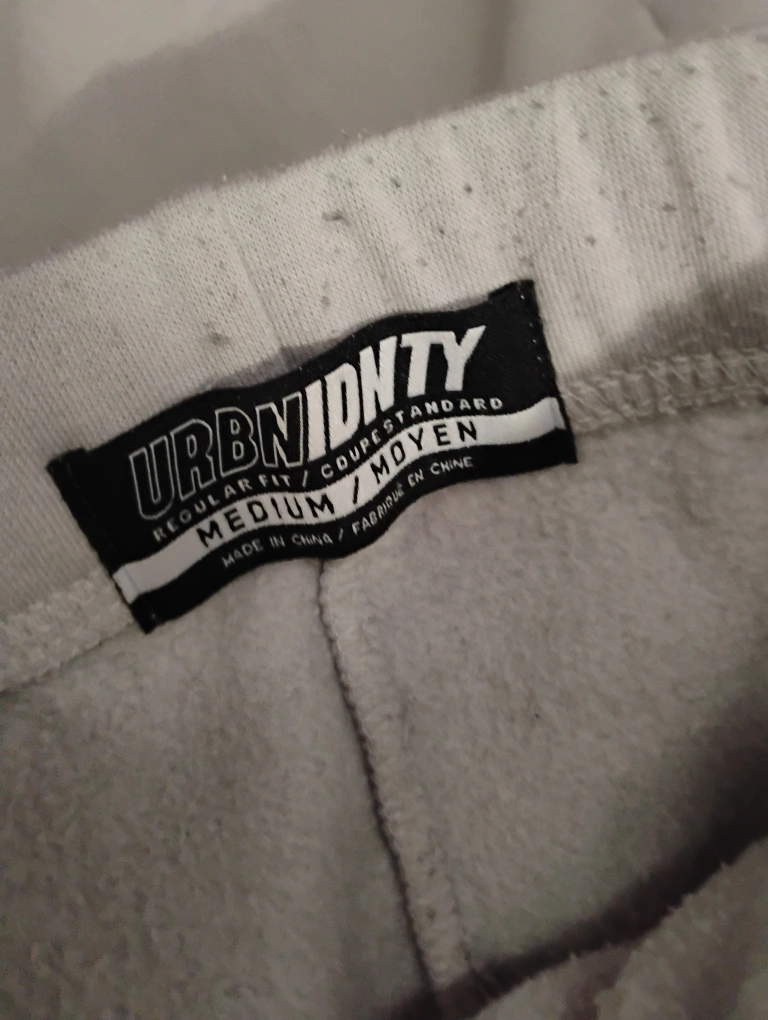 URBNIDNTY
REGULAR FIT / COUPE STANDARD
MEDIUM / MOYEN
MADE IN CHINA / FABRIQUÉ EN CHINE